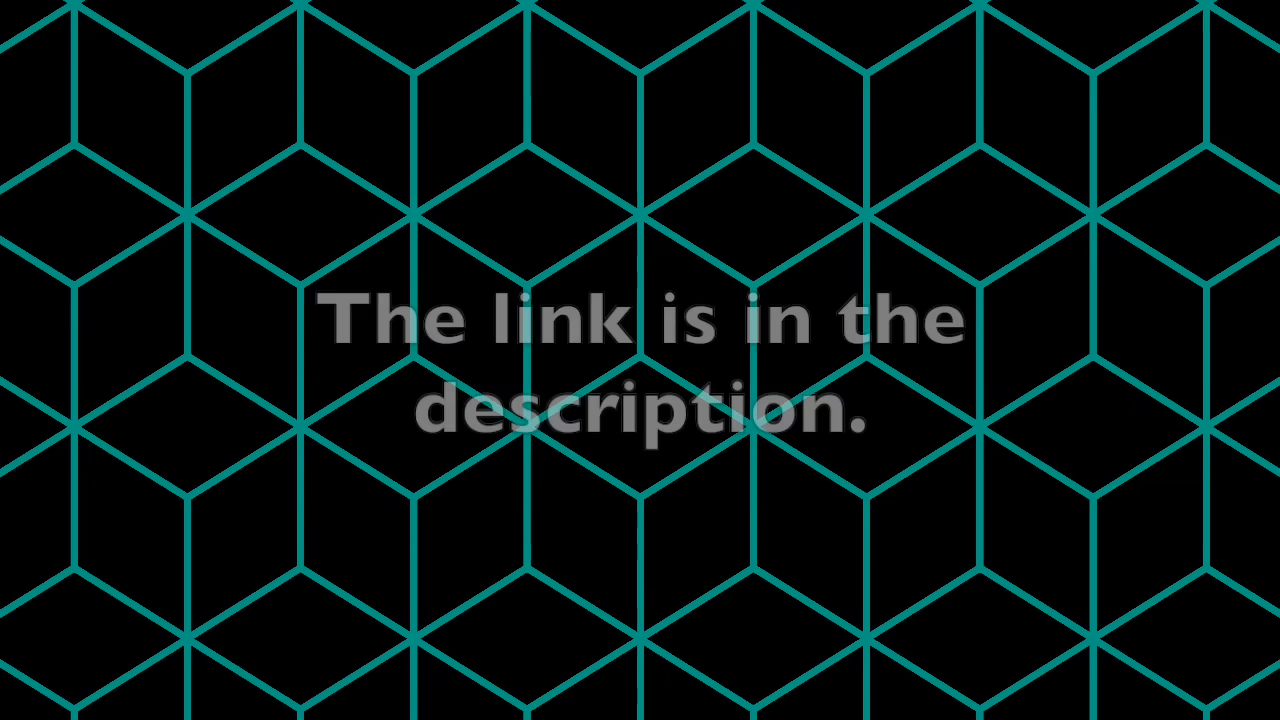 The link is in the
description.